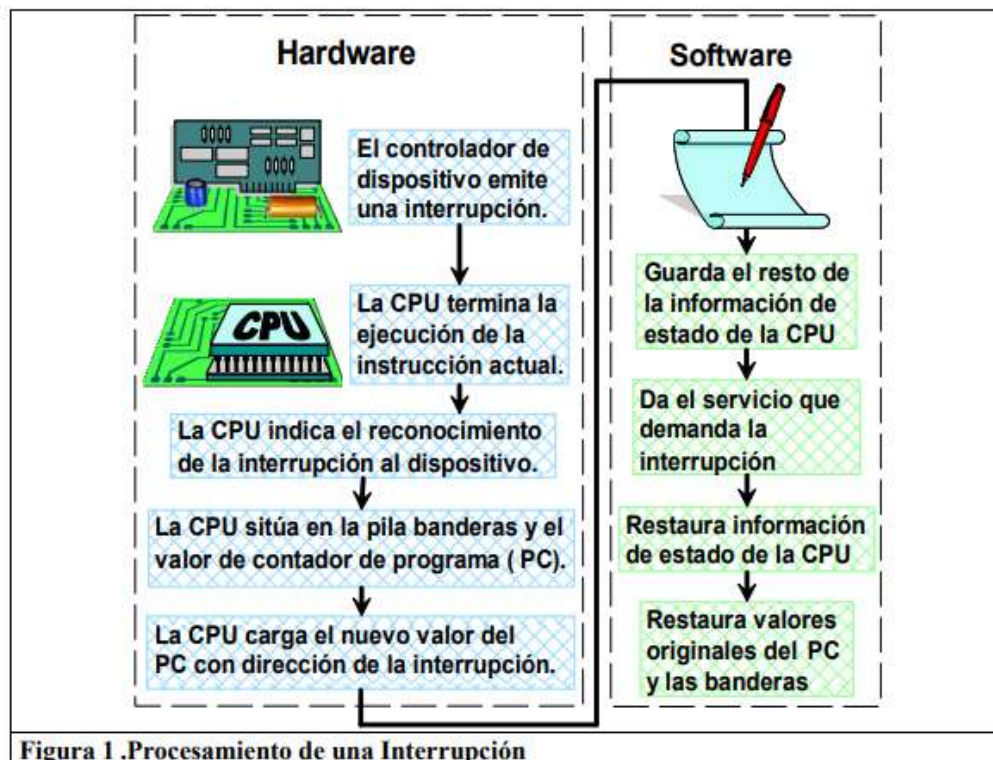 Hardware
El controlador de
dispositivo emite
una interrupción.
CPU
La CPU termina la
ejecución de la
instrucción actual.
La CPU indica el reconocimiento
de la interrupción al dispositivo.
La CPU sitúa en la pila banderas y el
valor de contador de programa ( PC).
La CPU carga el nuevo valor del
PC con dirección de la interrupción.
Software
Guarda el resto de
la información de
estado de la CPU
Da el servicio que
demanda la
interrupción
Restaura información
de estado de la CPU
Restaura valores
originales del PC
y las banderas
Figura 1 .Procesamiento de una Interrupción